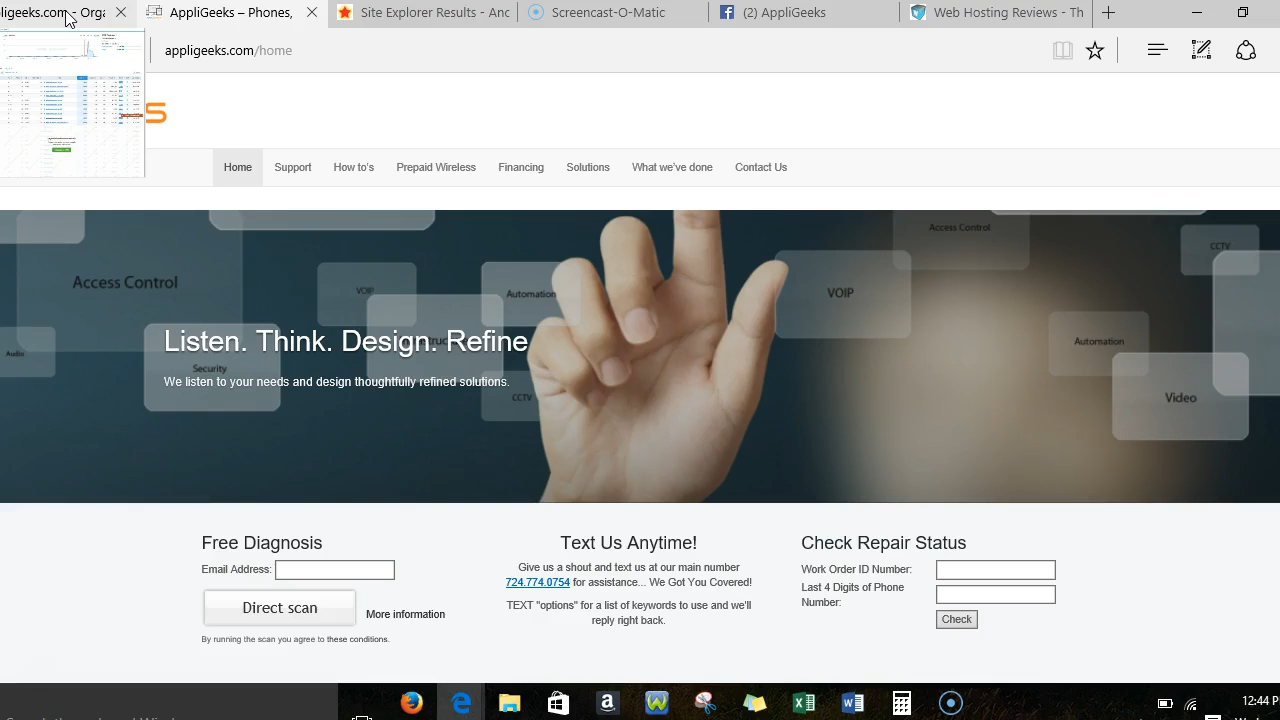 ligeeks.com - Orga
AppliGeeks – Phones,
Site Explorer Results - Anc
Screencast-O-Matic
(2) AppliGeeks
Web Hosting Reviews - Th
appligeeks.com/home
S
Home Support How to's Prepaid Wireless Financing Solutions What we've done Contact Us
Access Control
Access Control
CCTV
VOIP
Automation
VOIP
Automation
Audio
Security
CCTV
Video
Listen. Think. Design. Refine
We listen to your needs and design thoughtfully refined solutions.
Free Diagnosis
Email Address:
Direct scan
More information
By running the scan you agree to these conditions.
Text Us Anytime!
Give us a shout and text us at our main number
724.774.0754 for assistance... We Got You Covered!
TEXT "options" for a list of keywords to use and we'll
reply right back.
Check Repair Status
Work Order ID Number:
Last 4 Digits of Phone
Number:
Check
12:44 P